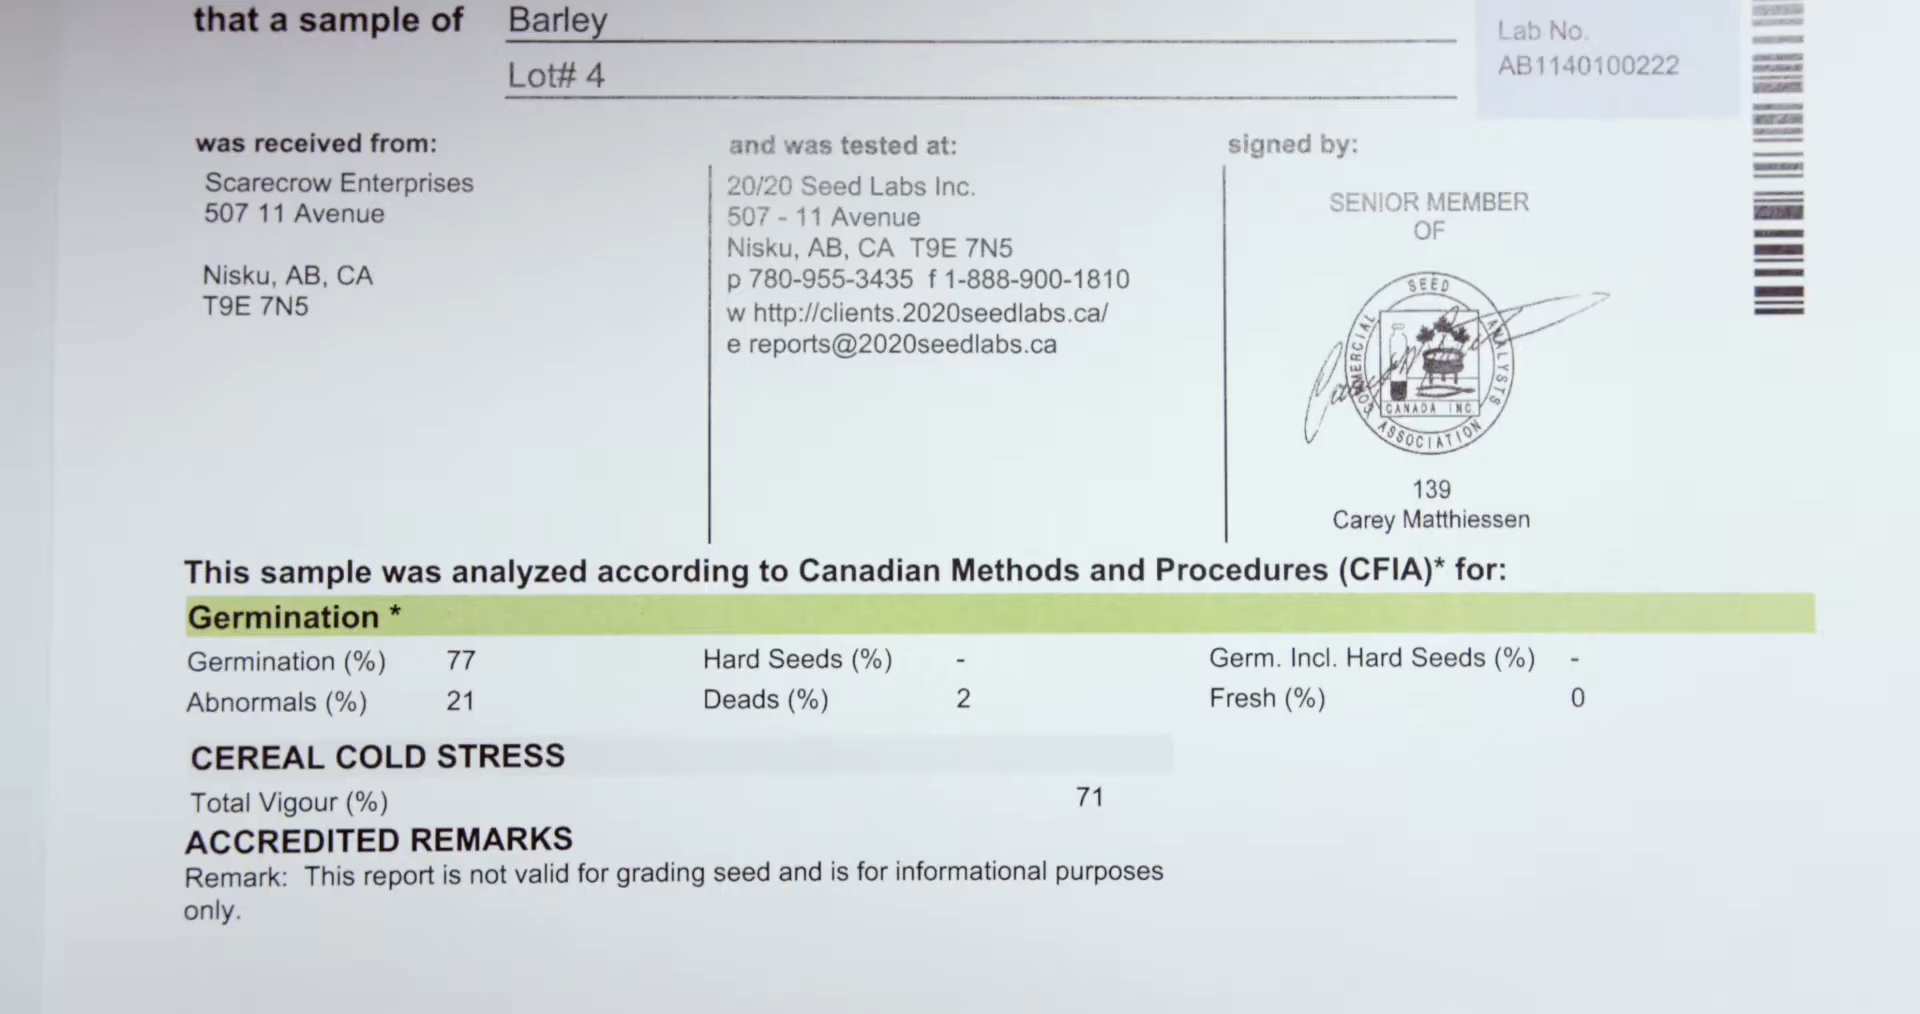 that a sample of Barley
Lot# 4
Lab No.
AB1140100222
was received from:
Scarecrow Enterprises
507 11 Avenue
Nisku, AB, CA
T9E 7N5
and was tested at:
20/20 Seed Labs Inc.
507 - 11 Avenue
Nisku, AB, CA T9E 7N5
p 780-955-3435 f 1-888-900-1810
w http://clients.2020seedlabs.ca/
e reports@2020seedlabs.ca
signed by:
SENIOR MEMBER
OF
COMMERCIAL SEED ANALYSTS
CANADA INC
ASSOCIATION
139
Carey Matthiessen
This sample was analyzed according to Canadian Methods and Procedures (CFIA)* for:
Germination *
Germination (%) 77 Hard Seeds (%) - Germ. Incl. Hard Seeds (%) -
Abnormals (%) 21 Deads (%) 2 Fresh (%) 0
CEREAL COLD STRESS
Total Vigour (%) 71
ACCREDITED REMARKS
Remark: This report is not valid for grading seed and is for informational purposes
only.